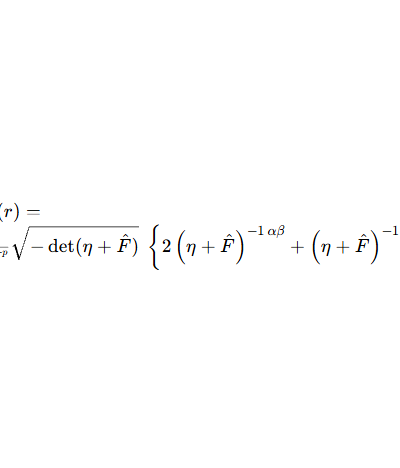 (r) =
√− det(η + F̂) { 2 (η + F̂)^{−1 αβ} + (η + F̂)^{−1}